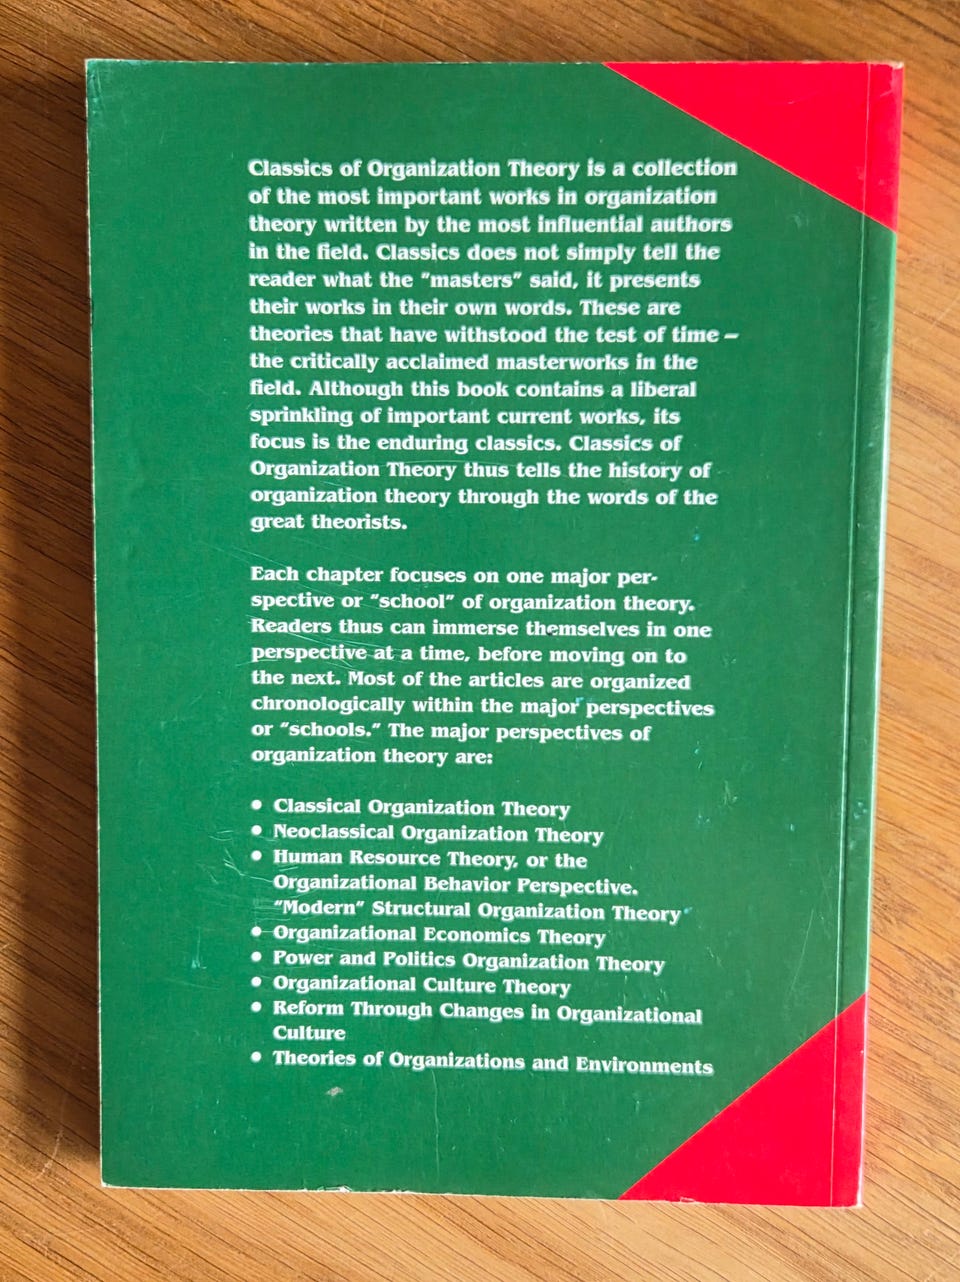 Classics of Organization Theory is a collection
of the most important works in organization
theory written by the most influential authors
in the field. Classics does not simply tell the
reader what the "masters" said, it presents
their works in their own words. These are
theories that have withstood the test of time –
the critically acclaimed masterworks in the
field. Although this book contains a liberal
sprinkling of important current works, its
focus is the enduring classics. Classics of
Organization Theory thus tells the history of
organization theory through the words of the
great theorists.
Each chapter focuses on one major per-
spective or "school" of organization theory.
Readers thus can immerse themselves in one
perspective at a time, before moving on to
the next. Most of the articles are organized
chronologically within the major perspectives
or "schools." The major perspectives of
organization theory are:
• Classical Organization Theory
• Neoclassical Organization Theory
• Human Resource Theory, or the
Organizational Behavior Perspective.
"Modern" Structural Organization Theory
• Organizational Economics Theory
• Power and Politics Organization Theory
• Organizational Culture Theory
• Reform Through Changes in Organizational
Culture
• Theories of Organizations and Environments